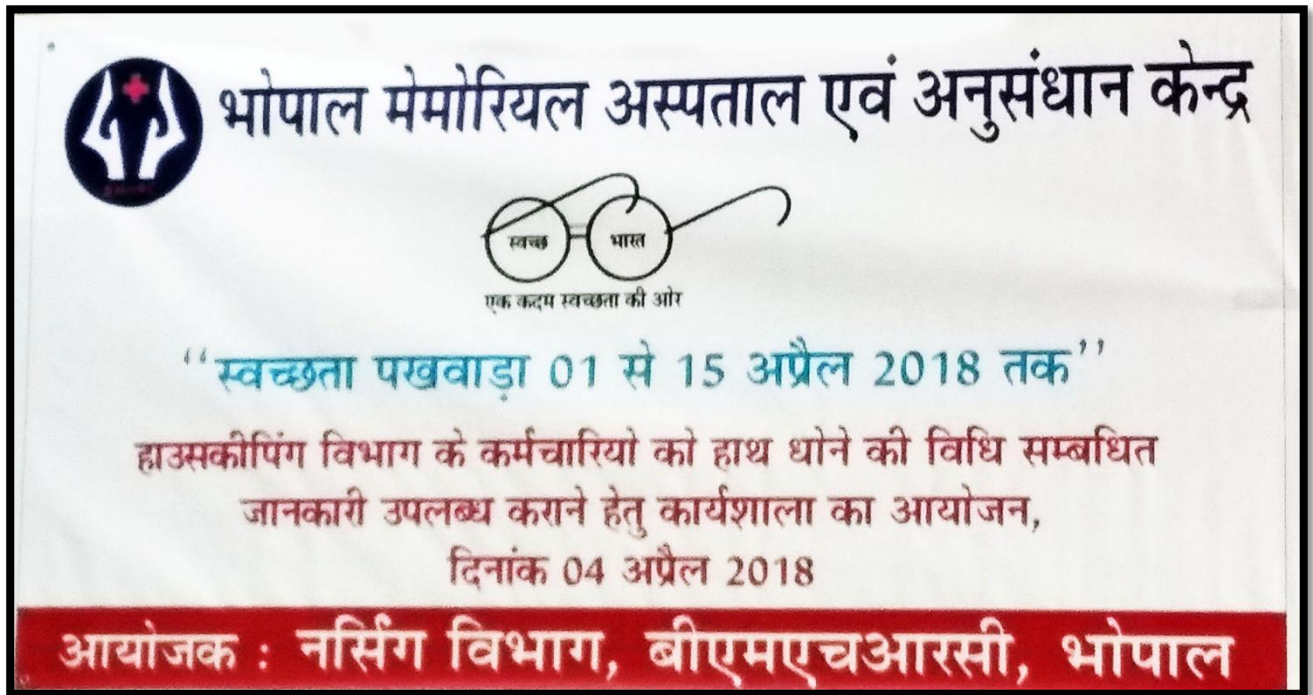 भोपाल मेमोरियल अस्पताल एवं अनुसंधान केन्द्र
स्वच्छ भारत
एक कदम स्वच्छता की ओर
‘‘स्वच्छता पखवाड़ा 01 से 15 अप्रैल 2018 तक’’
हाउसकीपिंग विभाग के कर्मचारियो को हाथ धोने की विधि सम्बधित
जानकारी उपलब्ध कराने हेतु कार्यशाला का आयोजन,
दिनांक 04 अप्रैल 2018
आयोजक : नर्सिंग विभाग, बीएमएचआरसी, भोपाल